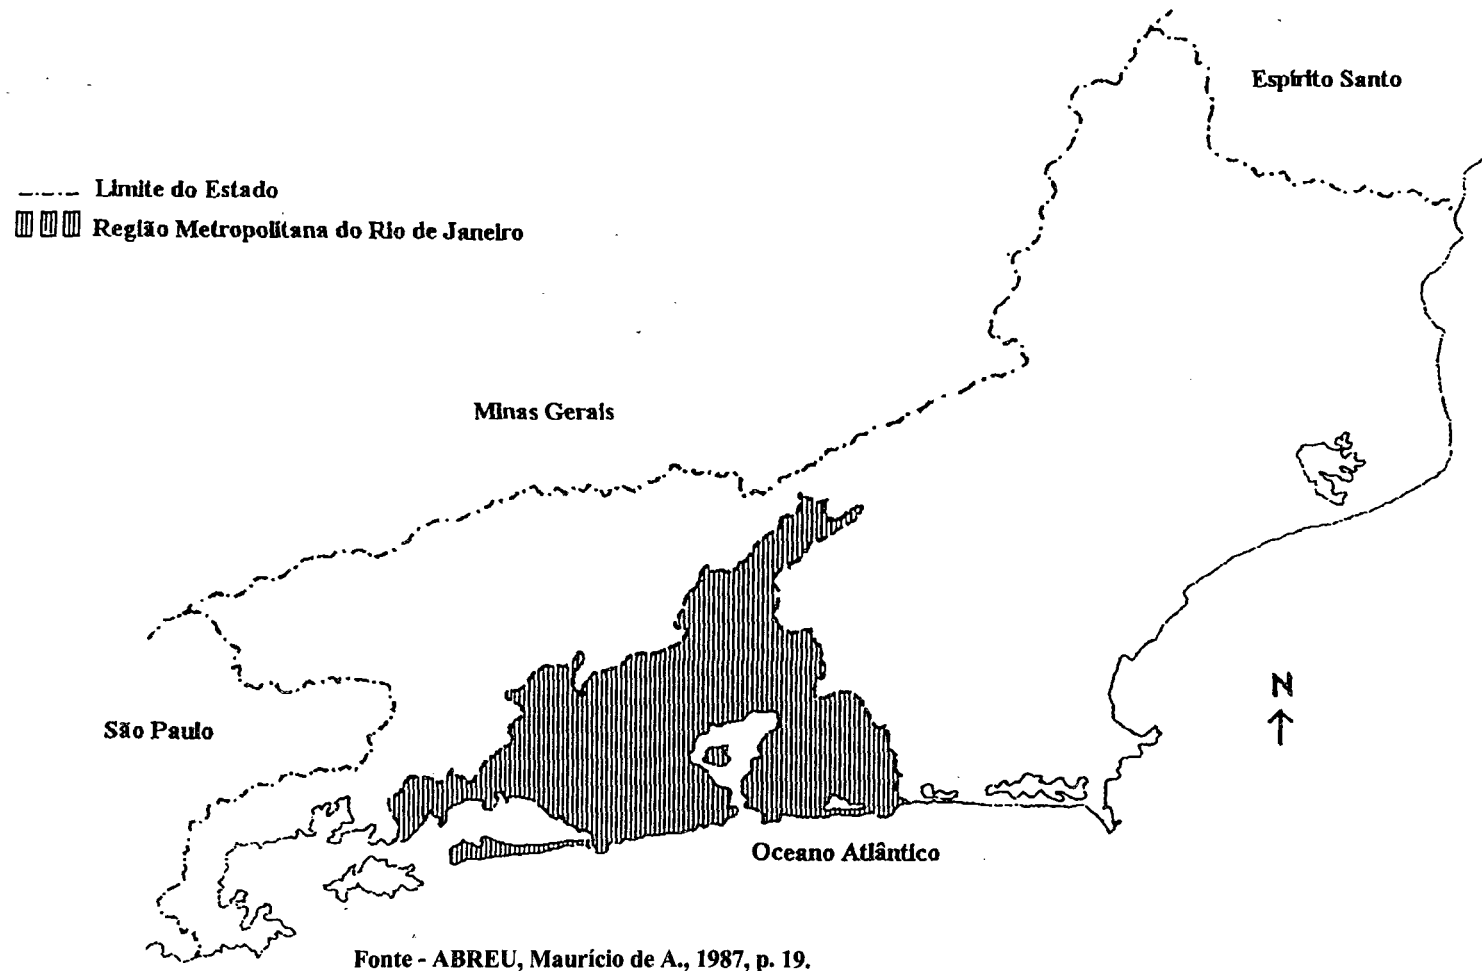 Espírito Santo
Limite do Estado
Região Metropolitana do Rio de Janeiro
Minas Gerais
N
São Paulo
Oceano Atlântico
Fonte - ABREU, Maurício de A., 1987, p. 19.